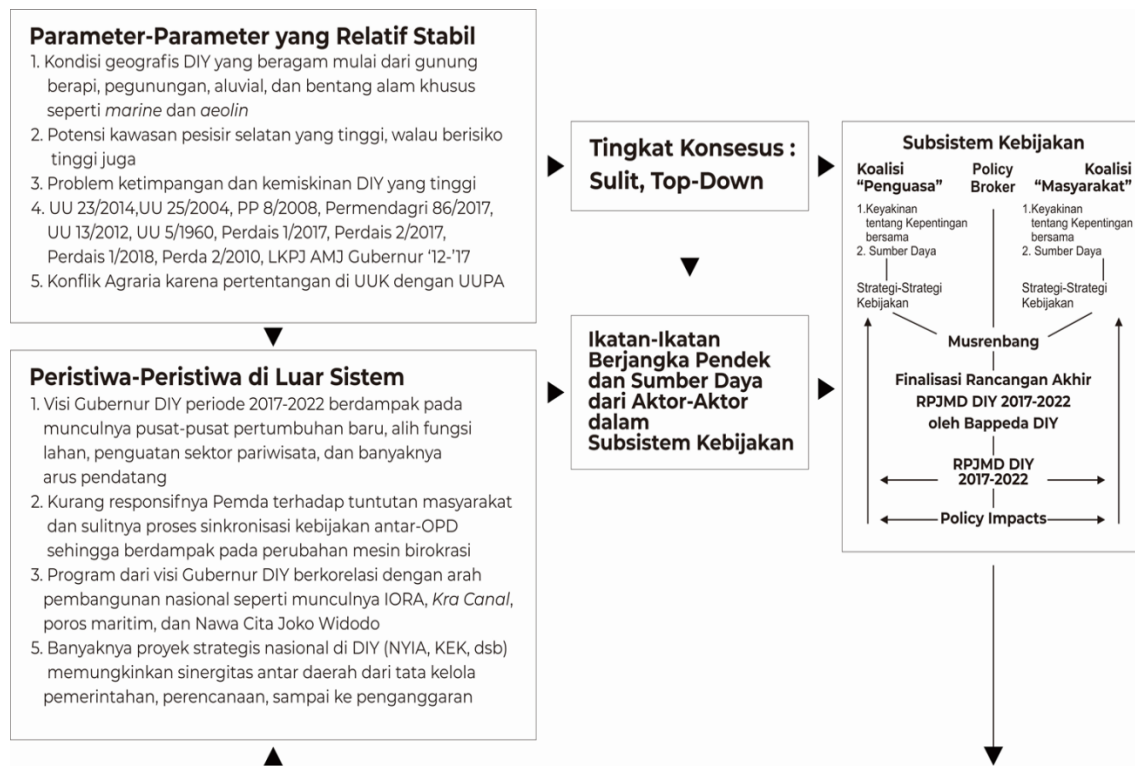 Parameter-Parameter yang Relatif Stabil
1. Kondisi geografis DIY yang beragam mulai dari gunung
berapi, pegunungan, aluvial, dan bentang alam khusus
seperti marine dan aeolin
2. Potensi kawasan pesisir selatan yang tinggi, walau berisiko
tinggi juga
3. Problem ketimpangan dan kemiskinan DIY yang tinggi
4. UU 23/2014,UU 25/2004, PP 8/2008, Permendagri 86/2017,
UU 13/2012, UU 5/1960, Perdais 1/2017, Perdais 2/2017,
Perdais 1/2018, Perda 2/2010, LKPJ AMJ Gubernur ‘12-’17
5. Konflik Agraria karena pertentangan di UUK dengan UUPA
Peristiwa-Peristiwa di Luar Sistem
1. Visi Gubernur DIY periode 2017-2022 berdampak pada
munculnya pusat-pusat pertumbuhan baru, alih fungsi
lahan, penguatan sektor pariwisata, dan banyaknya
arus pendatang
2. Kurang responsifnya Pemda terhadap tuntutan masyarakat
dan sulitnya proses sinkronisasi kebijakan antar-OPD
sehingga berdampak pada perubahan mesin birokrasi
3. Program dari visi Gubernur DIY berkorelasi dengan arah
pembangunan nasional seperti munculnya IORA, Kra Canal,
poros maritim, dan Nawa Cita Joko Widodo
5. Banyaknya proyek strategis nasional di DIY (NYIA, KEK, dsb)
memungkinkan sinergitas antar daerah dari tata kelola
pemerintahan, perencanaan, sampai ke penganggaran
Tingkat Konsesus :
Sulit, Top-Down
Ikatan-Ikatan
Berjangka Pendek
dan Sumber Daya
dari Aktor-Aktor
dalam
Subsistem Kebijakan
Subsistem Kebijakan
Koalisi
“Penguasa”
Policy
Broker
Koalisi
“Masyarakat”
1.Keyakinan
tentang Kepentingan
bersama
2. Sumber Daya
1.Keyakinan
tentang Kepentingan
bersama
2. Sumber Daya
Strategi-Strategi
Kebijakan
Strategi-Strategi
Kebijakan
Musrenbang
Finalisasi Rancangan Akhir
RPJMD DIY 2017-2022
oleh Bappeda DIY
RPJMD DIY
2017-2022
Policy Impacts